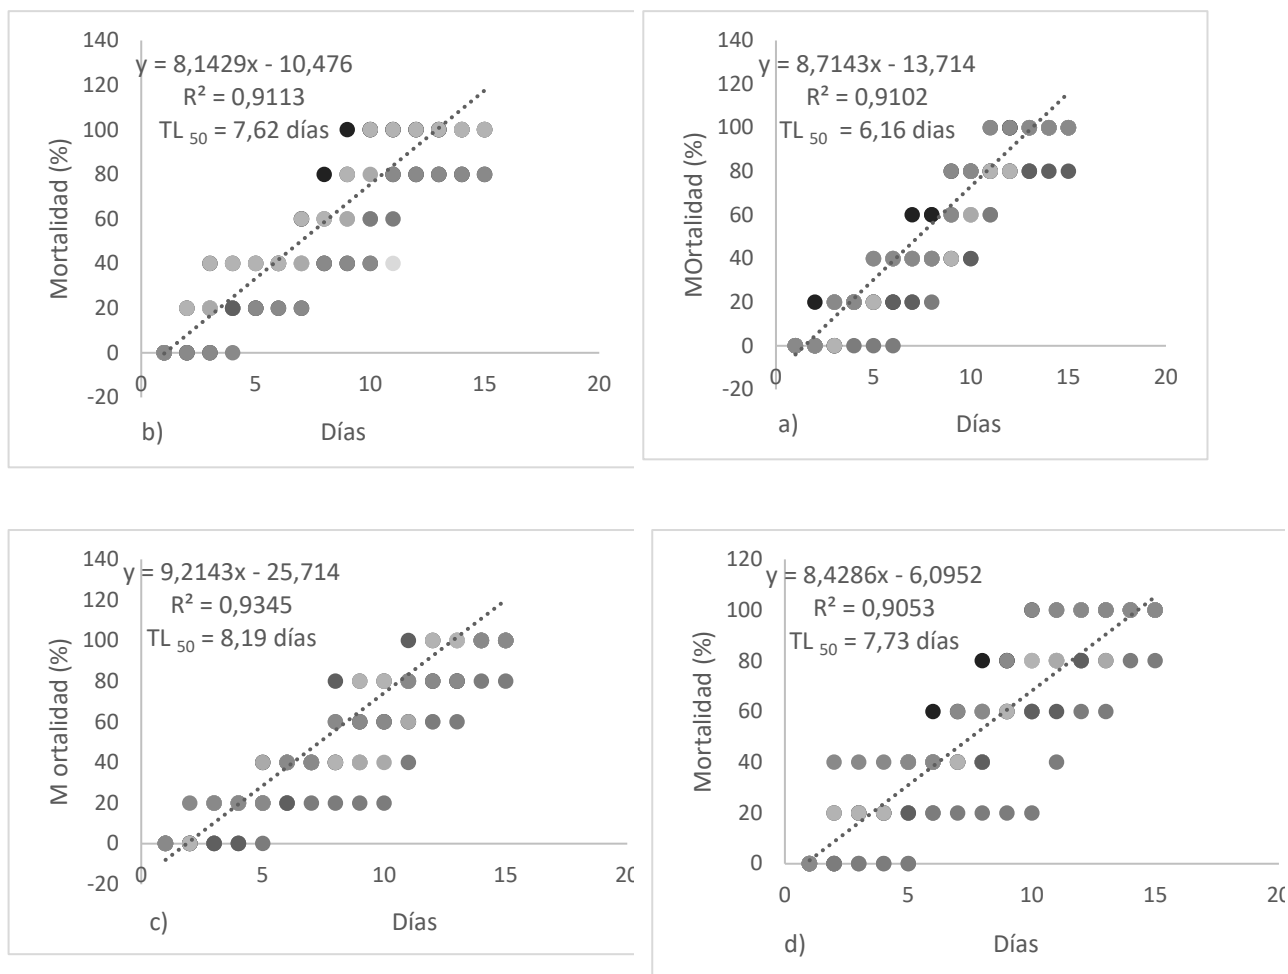 140
120
100
80
60
40
20
0
-20
0
5
10
15
20
Mortalidad (%)
Días
b)
y = 8,1429x - 10,476
R² = 0,9113
TL 50 = 7,62 días
140
120
100
80
60
40
20
0
-20
0
5
10
15
20
MOrtalidad (%)
Días
a)
y = 8,7143x - 13,714
R² = 0,9102
TL 50 = 6,16 dias
140
120
100
80
60
40
20
0
-20
0
5
10
15
20
M ortalidad (%)
Días
c)
y = 9,2143x - 25,714
R² = 0,9345
TL 50 = 8,19 días
120
100
80
60
40
20
0
0
5
10
15
20
Mortalidad (%)
Días
d)
y = 8,4286x - 6,0952
R² = 0,9053
TL 50 = 7,73 días